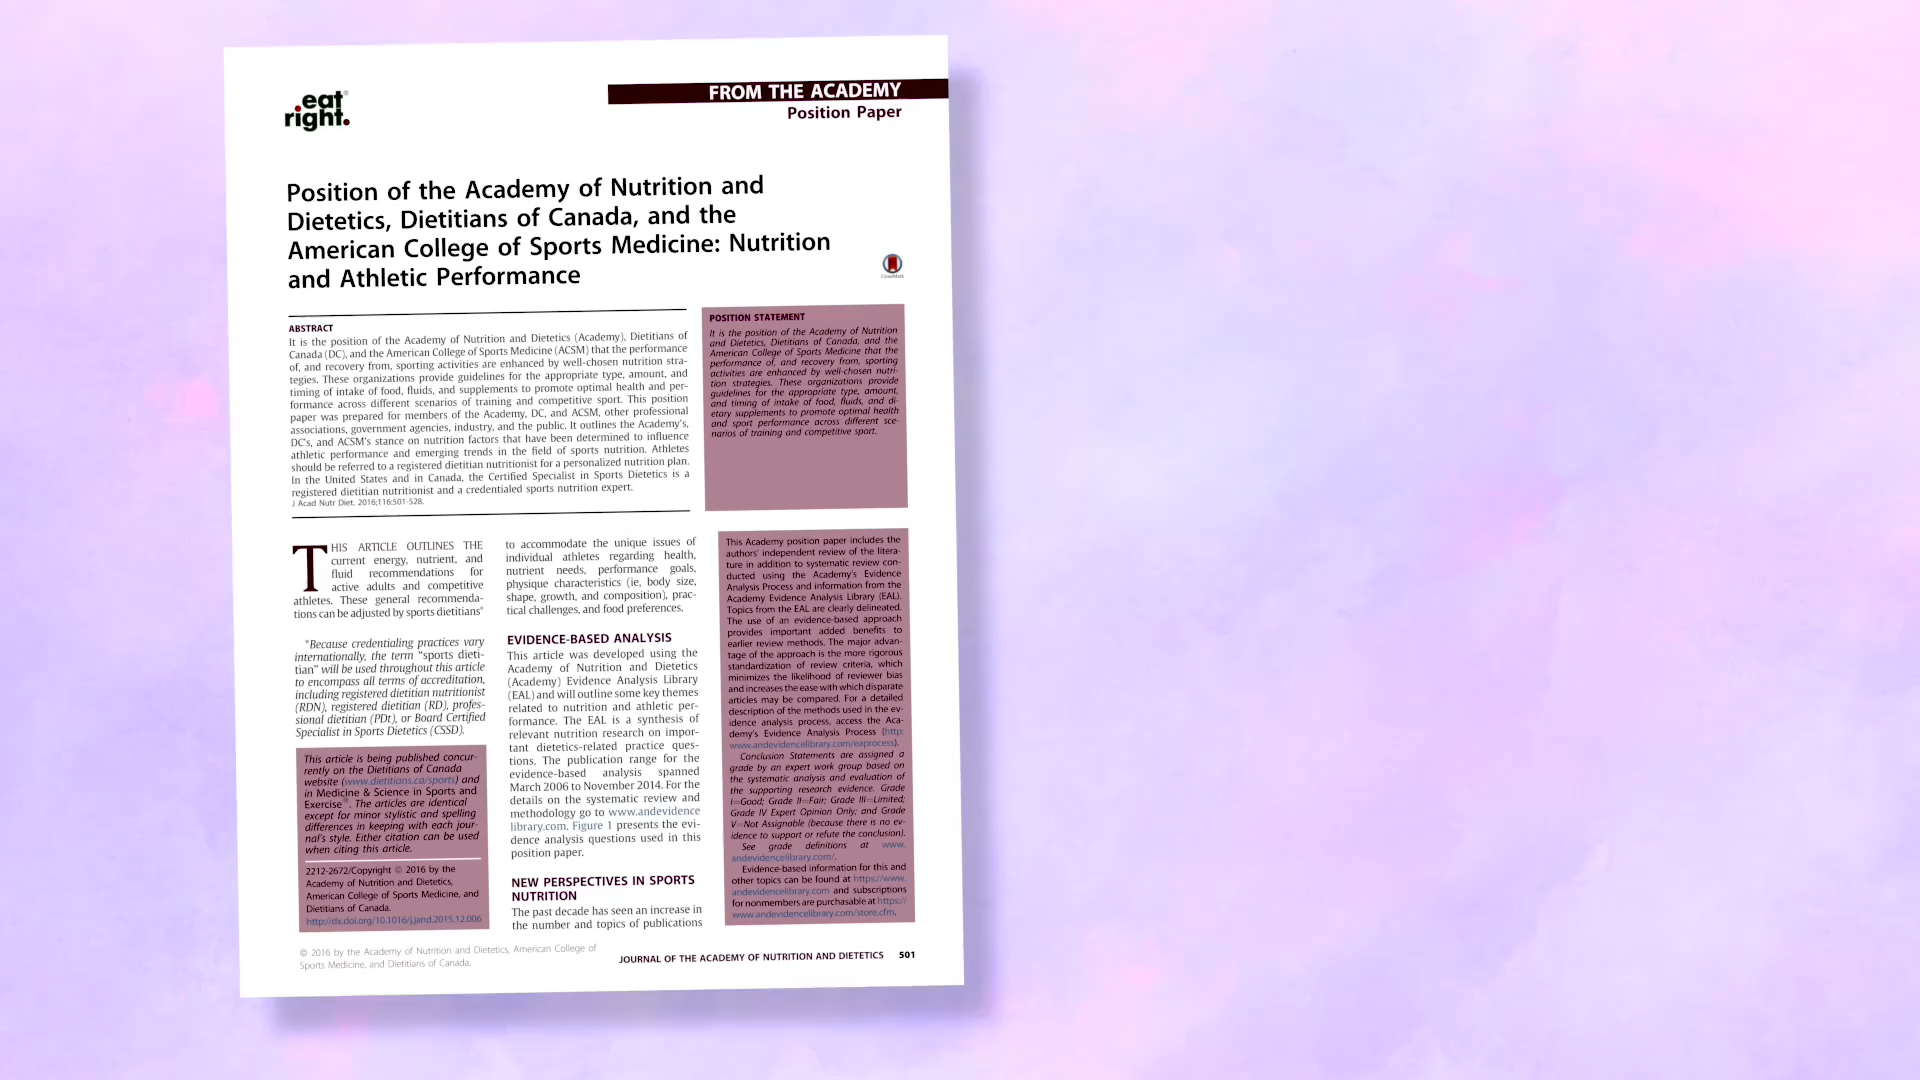 eat
right.
FROM THE ACADEMY
Position Paper
Position of the Academy of Nutrition and
Dietetics, Dietitians of Canada, and the
American College of Sports Medicine: Nutrition
and Athletic Performance
CrossMark
ABSTRACT
It is the position of the Academy of Nutrition and Dietetics (Academy), Dietitians of
Canada (DC), and the American College of Sports Medicine (ACSM) that the performance
of, and recovery from, sporting activities are enhanced by well-chosen nutrition stra-
tegies. These organizations provide guidelines for the appropriate type, amount, and
timing of intake of food, fluids, and supplements to promote optimal health and per-
formance across different scenarios of training and competitive sport. This position
paper was prepared for members of the Academy, DC, and ACSM, other professional
associations, government agencies, industry, and the public. It outlines the Academy's,
DC's, and ACSM's stance on nutrition factors that have been determined to influence
athletic performance and emerging trends in the field of sports nutrition. Athletes
should be referred to a registered dietitian nutritionist for a personalized nutrition plan.
In the United States and in Canada, the Certified Specialist in Sports Dietetics is a
registered dietitian nutritionist and a credentialed sports nutrition expert.
J Acad Nutr Diet. 2016;116:501-528.
POSITION STATEMENT
It is the position of the Academy of Nutrition
and Dietetics, Dietitians of Canada, and the
American College of Sports Medicine that the
performance of, and recovery from, sporting
activities are enhanced by well-chosen nutri-
tion strategies. These organizations provide
guidelines for the appropriate type, amount,
and timing of intake of food, fluids, and di-
etary supplements to promote optimal health
and sport performance across different sce-
narios of training and competitive sport.
THIS ARTICLE OUTLINES THE
current energy, nutrient, and
fluid recommendations for
active adults and competitive
athletes. These general recommenda-
tions can be adjusted by sports dietitians*
*Because credentialing practices vary
internationally, the term "sports dieti-
tian" will be used throughout this article
to encompass all terms of accreditation,
including registered dietitian nutritionist
(RDN), registered dietitian (RD), profes-
sional dietitian (PDt), or Board Certified
Specialist in Sports Dietetics (CSSD).
This article is being published concur-
rently on the Dietitians of Canada
website (www.dietitians.ca/sports) and
in Medicine & Science in Sports and
Exercise®. The articles are identical
except for minor stylistic and spelling
differences in keeping with each jour-
nal's style. Either citation can be used
when citing this article.
2212-2672/Copyright © 2016 by the
Academy of Nutrition and Dietetics,
American College of Sports Medicine, and
Dietitians of Canada.
http://dx.doi.org/10.1016/j.jand.2015.12.006
to accommodate the unique issues of
individual athletes regarding health,
nutrient needs, performance goals,
physique characteristics (ie, body size,
shape, growth, and composition), prac-
tical challenges, and food preferences.
EVIDENCE-BASED ANALYSIS
This article was developed using the
Academy of Nutrition and Dietetics
(Academy) Evidence Analysis Library
(EAL) and will outline some key themes
related to nutrition and athletic per-
formance. The EAL is a synthesis of
relevant nutrition research on impor-
tant dietetics-related practice ques-
tions. The publication range for the
evidence-based analysis spanned
March 2006 to November 2014. For the
details on the systematic review and
methodology go to www.andevidence
library.com. Figure 1 presents the evi-
dence analysis questions used in this
position paper.
NEW PERSPECTIVES IN SPORTS
NUTRITION
The past decade has seen an increase in
the number and topics of publications
This Academy position paper includes the
authors' independent review of the litera-
ture in addition to systematic review con-
ducted using the Academy's Evidence
Analysis Process and information from the
Academy Evidence Analysis Library (EAL).
Topics from the EAL are clearly delineated.
The use of an evidence-based approach
provides important added benefits to
earlier review methods. The major advan-
tage of the approach is the more rigorous
standardization of review criteria, which
minimizes the likelihood of reviewer bias
and increases the ease with which disparate
articles may be compared. For a detailed
description of the methods used in the ev-
idence analysis process, access the Aca-
demy's Evidence Analysis Process (http:
www.andevidencelibrary.com/eaprocess).
Conclusion Statements are assigned a
grade by an expert work group based on
the systematic analysis and evaluation of
the supporting research evidence. Grade
I=Good; Grade II=Fair; Grade III=Limited;
Grade IV Expert Opinion Only; and Grade
V=Not Assignable (because there is no ev-
idence to support or refute the conclusion).
See grade definitions at www.
andevidencelibrary.com/.
Evidence-based information for this and
other topics can be found at https://www.
andevidencelibrary.com and subscriptions
for nonmembers are purchasable at https://
www.andevidencelibrary.com/store.cfm.
© 2016 by the Academy of Nutrition and Dietetics, American College of
Sports Medicine, and Dietitians of Canada.
JOURNAL OF THE ACADEMY OF NUTRITION AND DIETETICS 501